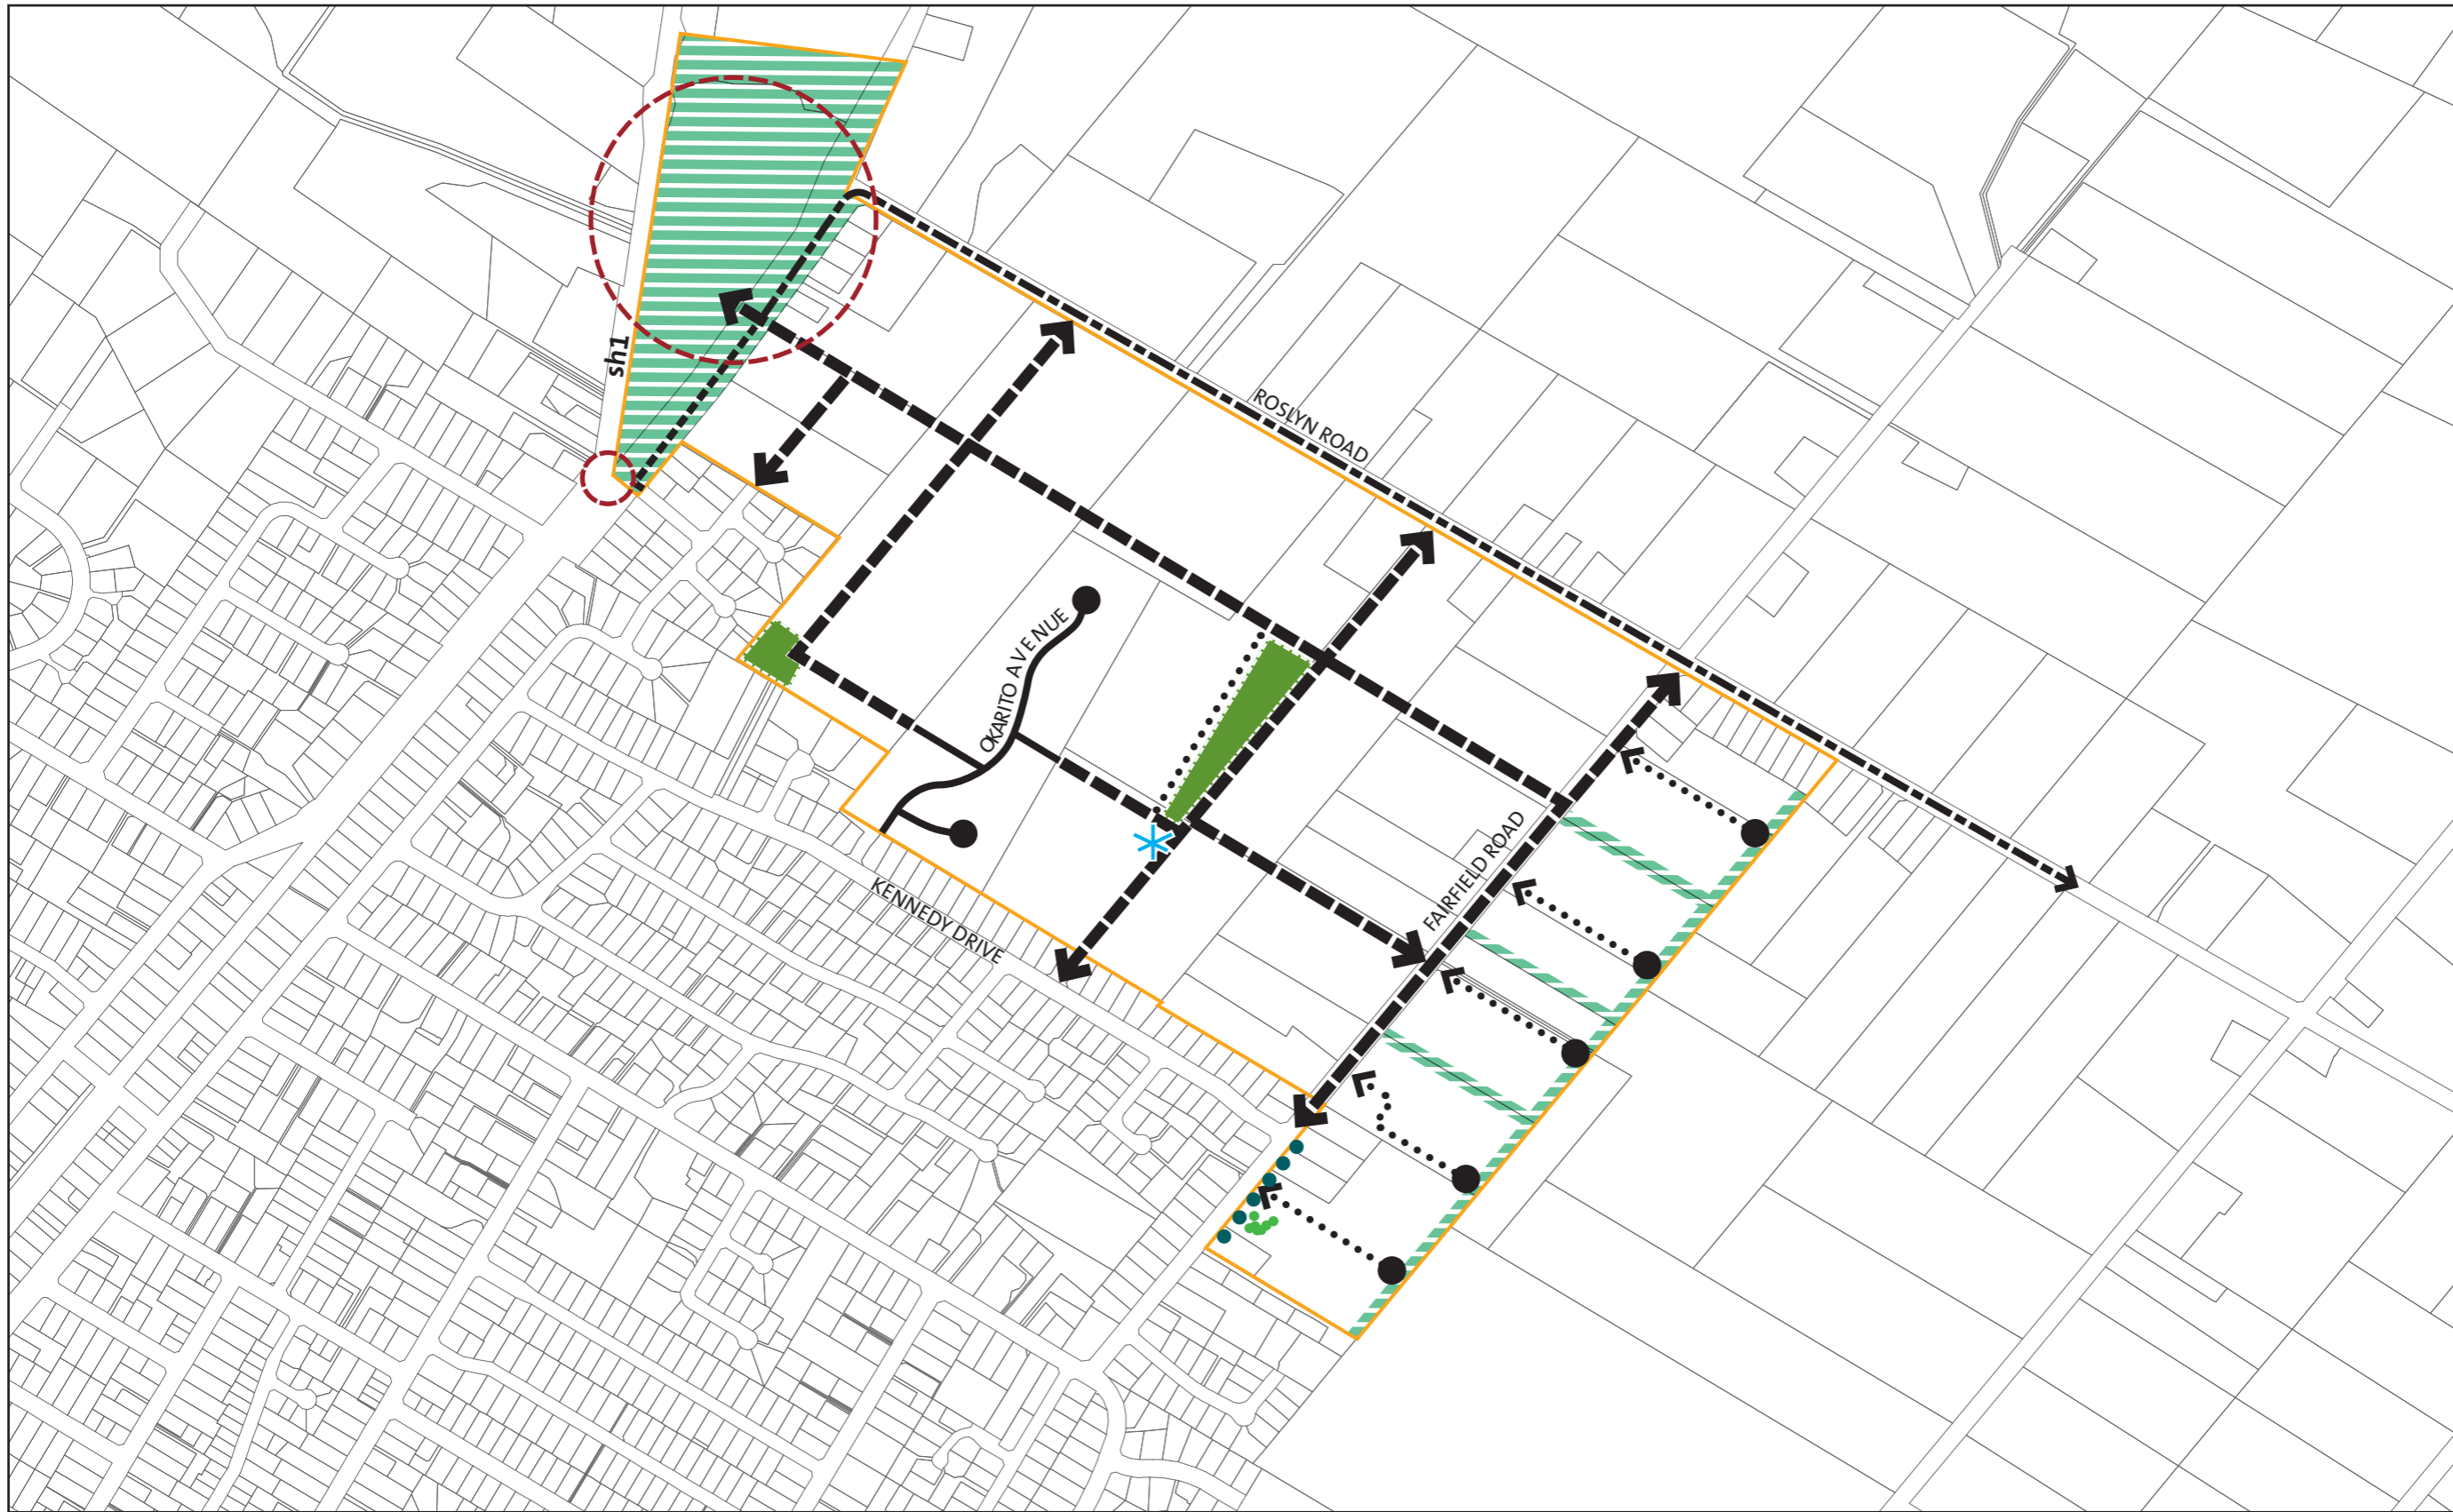 sh1
ROSLYN ROAD
OKARITO AVENUE
FAIRFIELD ROAD
KENNEDY DRIVE